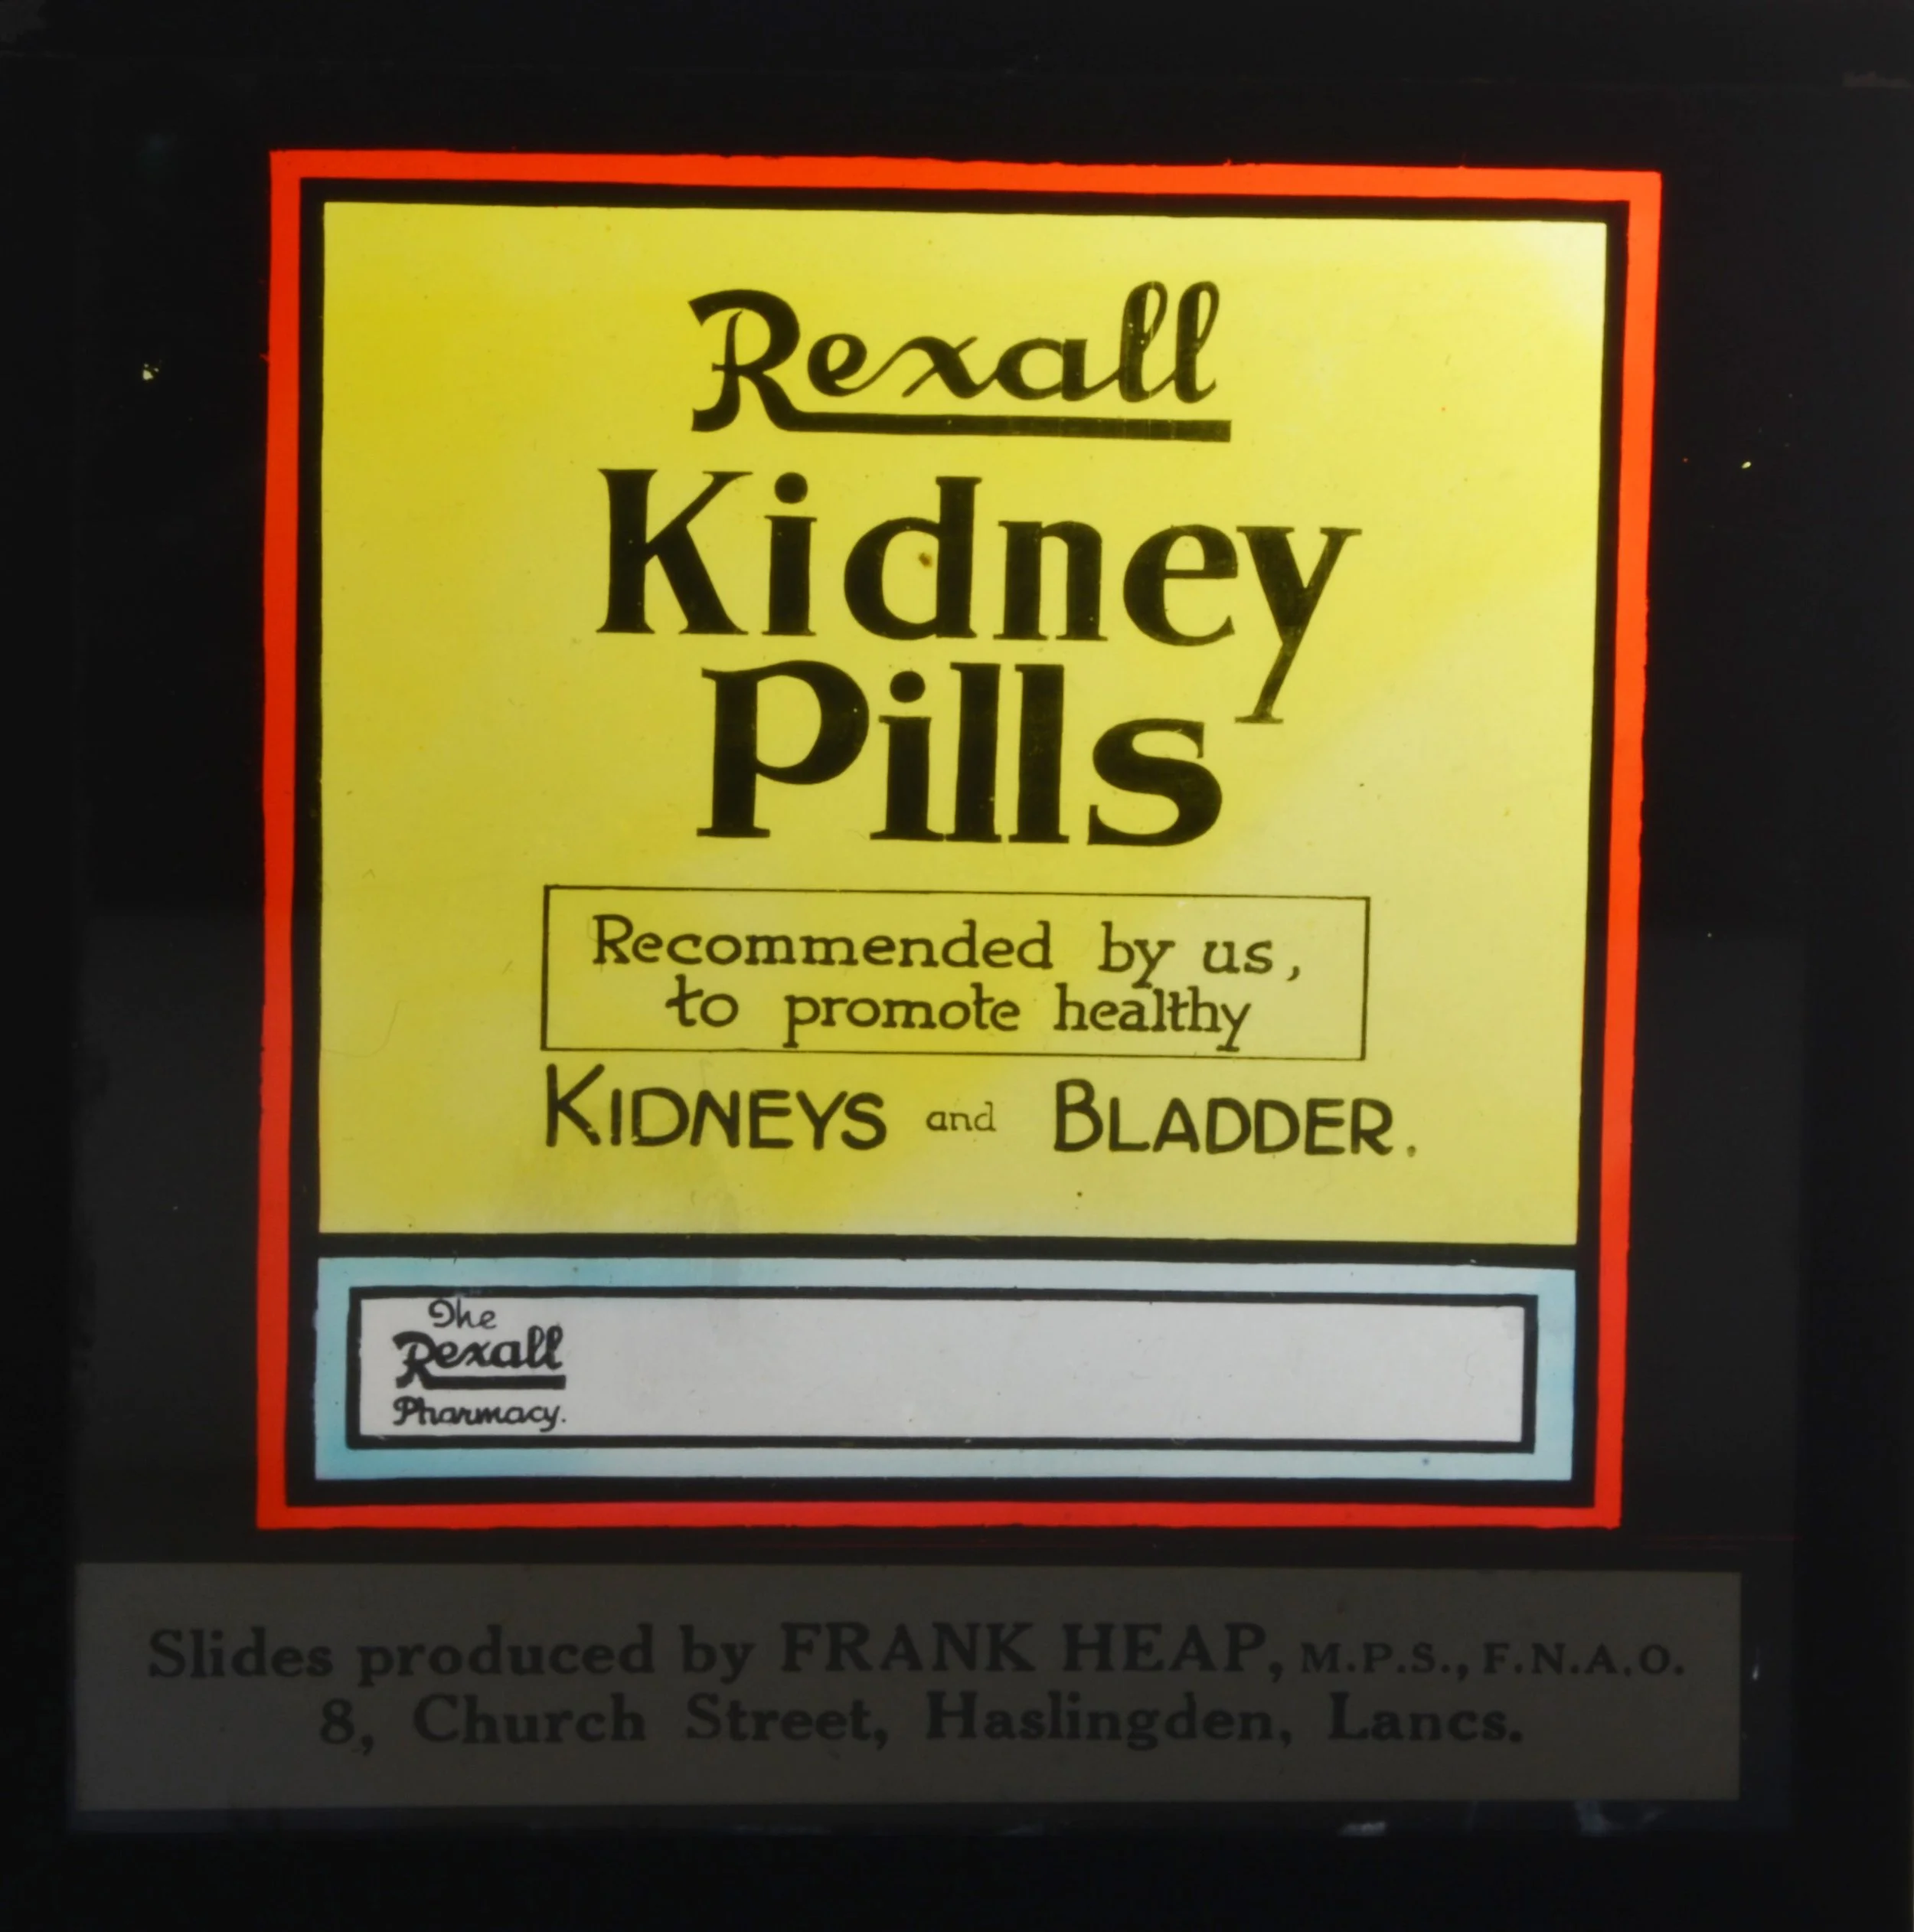 Rexall
Kidney
Pills
Recommended by us,
to promote healthy
KIDNEYS and BLADDER.
The
Rexall
Pharmacy.
Slides produced by FRANK HEAP, M.P.S., F.N.A.O.
8, Church Street, Haslingden, Lancs.